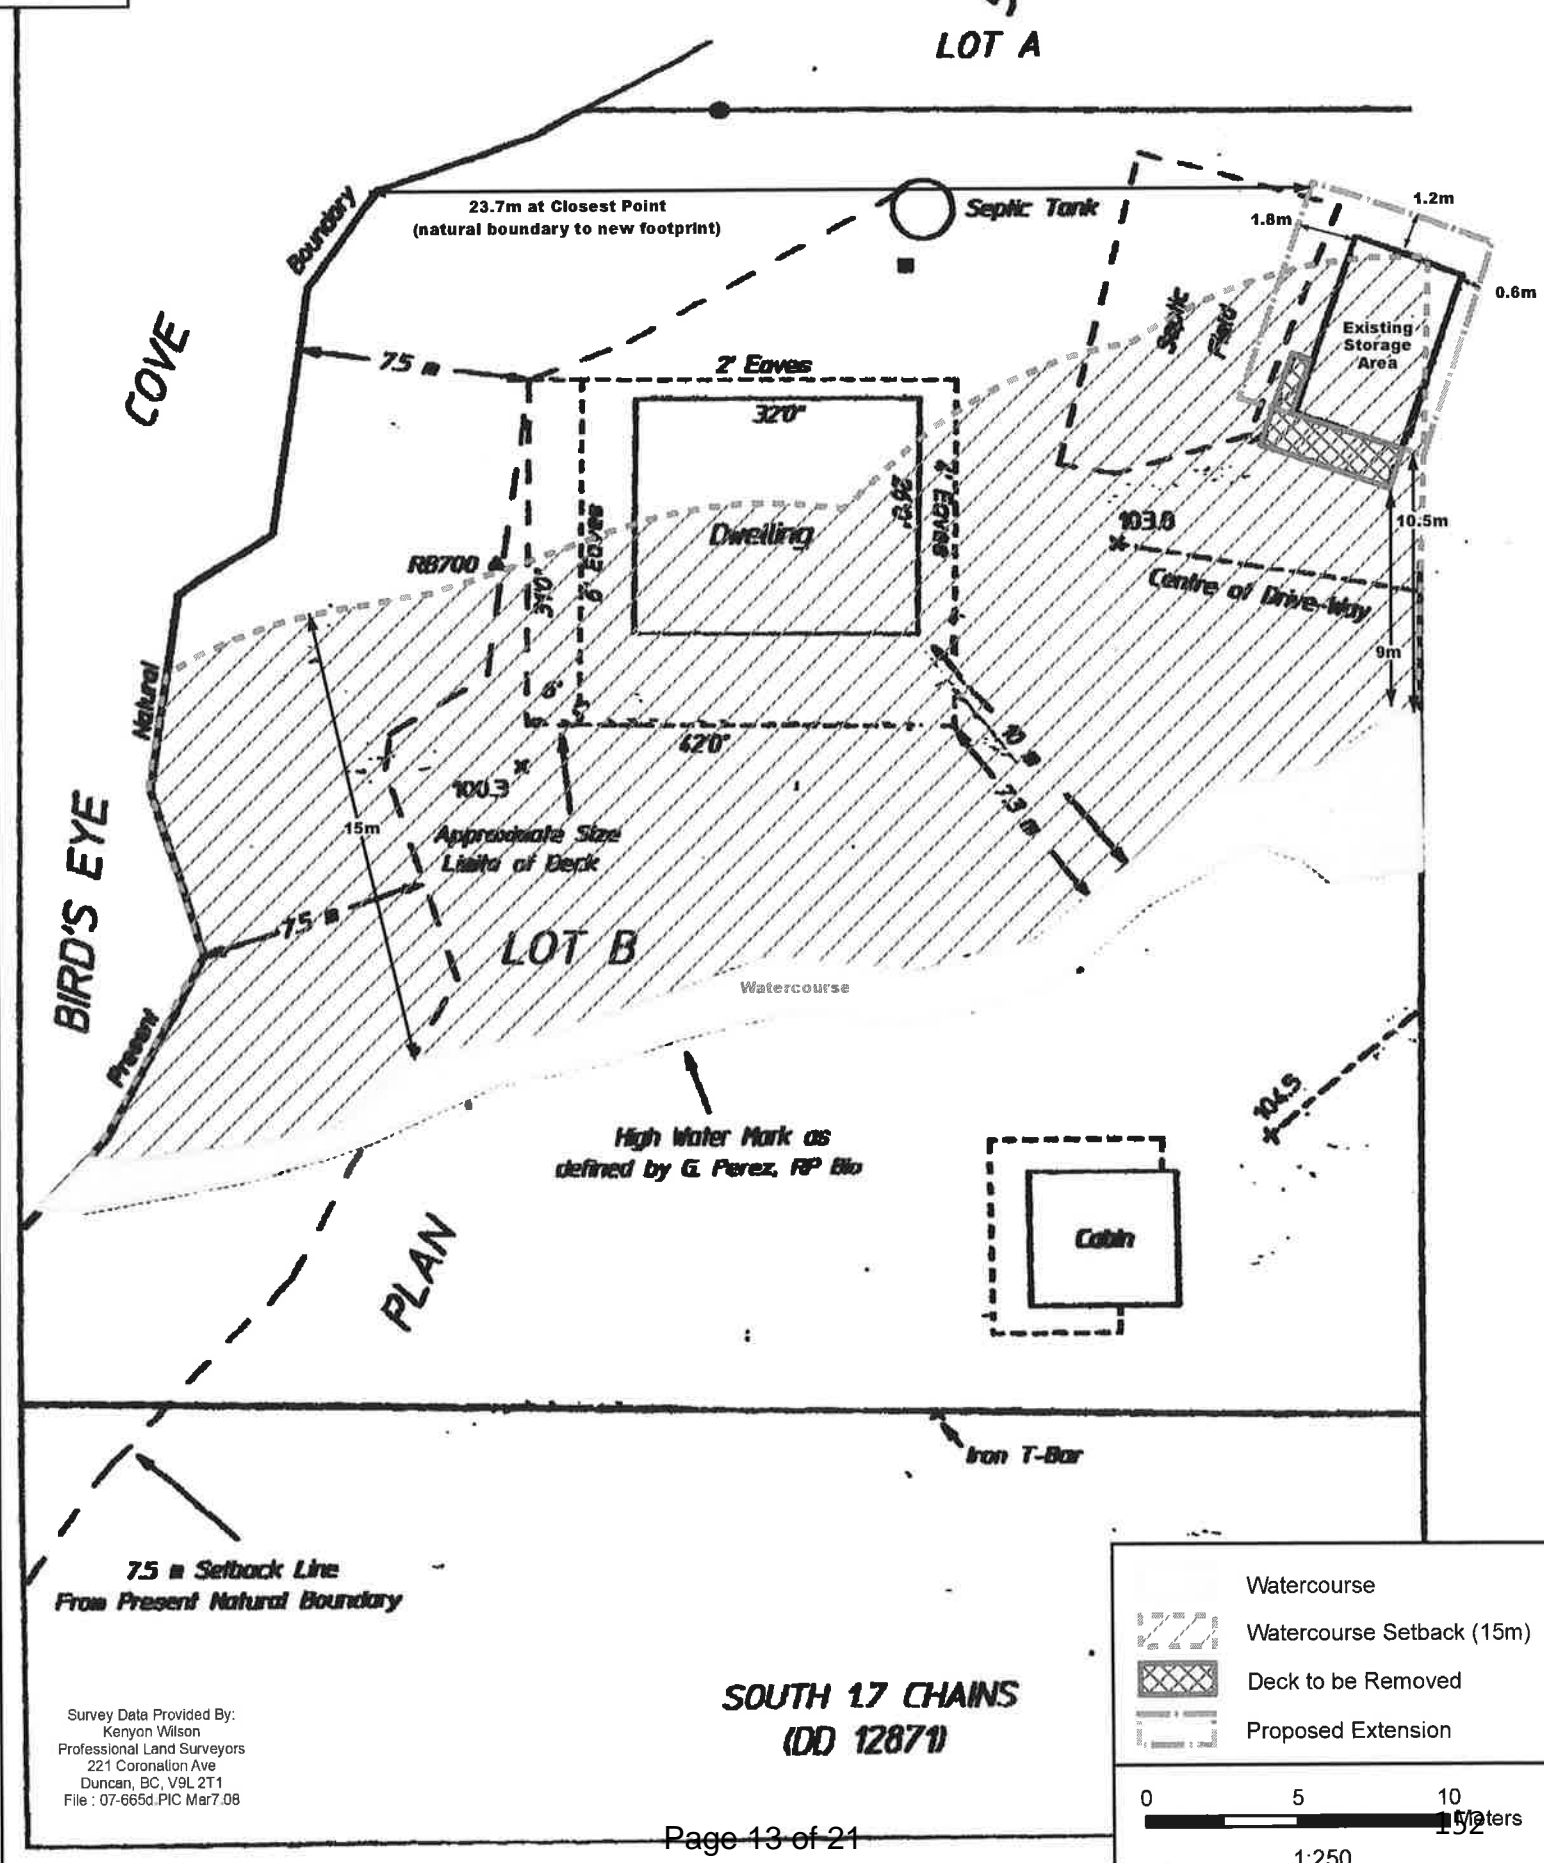 LOT A
23.7m at Closest Point
(natural boundary to new footprint)
Septic Tank
1.2m
1.8m
0.6m
Boundary
Septic
Field
Existing
Storage
Area
COVE
7.5 m
2' Eaves
32'0"
26'0"
2' Eaves
Dwelling
6' Eaves
RB700
31'0"
103.8
10.5m
Centre of Drive-Way
9m
Natural
6'
42'0"
10 m
7.3 m
100.3
15m
Approximate Size
Limits of Deck
BIRD'S EYE
7.5 m
LOT B
Watercourse
Present
High Water Mark as
defined by G. Perez, RP Bio
104.5
PLAN
Cabin
Iron T-Bar
7.5 m Setback Line
From Present Natural Boundary
SOUTH 1.7 CHAINS
(DD 12871)
Survey Data Provided By:
Kenyon Wilson
Professional Land Surveyors
221 Coronation Ave
Duncan, BC, V9L 2T1
File : 07-665d.PIC Mar7.08
Watercourse
Watercourse Setback (15m)
Deck to be Removed
Proposed Extension
0 5 10
Meters
152
1:250
Page 13 of 21